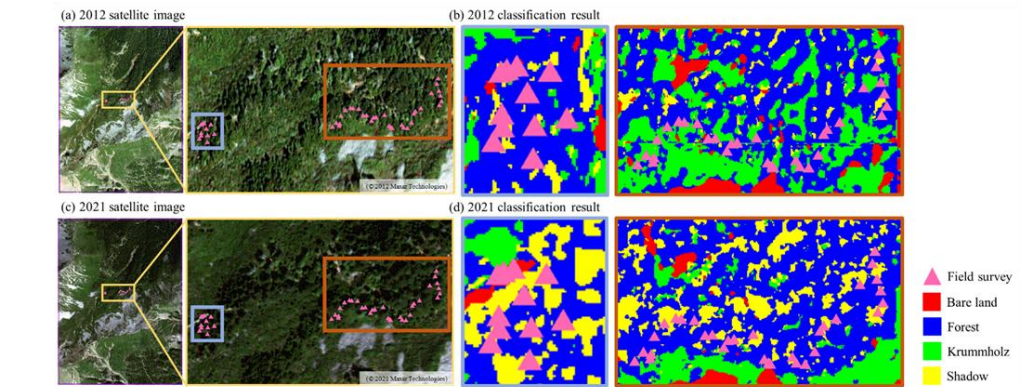 (a) 2012 satellite image
(b) 2012 classification result
(© 2012 Maxar Technologies)
(c) 2021 satellite image
(d) 2021 classification result
(© 2021 Maxar Technologies)
Field survey
Bare land
Forest
Krummholz
Shadow